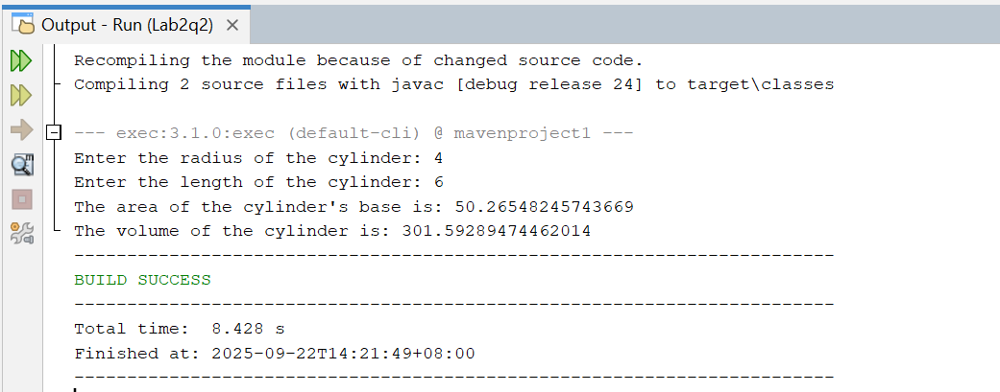 Output - Run (Lab2q2) ×
Recompiling the module because of changed source code.
Compiling 2 source files with javac [debug release 24] to target\classes
--- exec:3.1.0:exec (default-cli) @ mavenproject1 ---
Enter the radius of the cylinder: 4
Enter the length of the cylinder: 6
The area of the cylinder's base is: 50.26548245743669
The volume of the cylinder is: 301.59289474462014
------------------------------------------------------------------------
BUILD SUCCESS
------------------------------------------------------------------------
Total time:  8.428 s
Finished at: 2025-09-22T14:21:49+08:00
------------------------------------------------------------------------